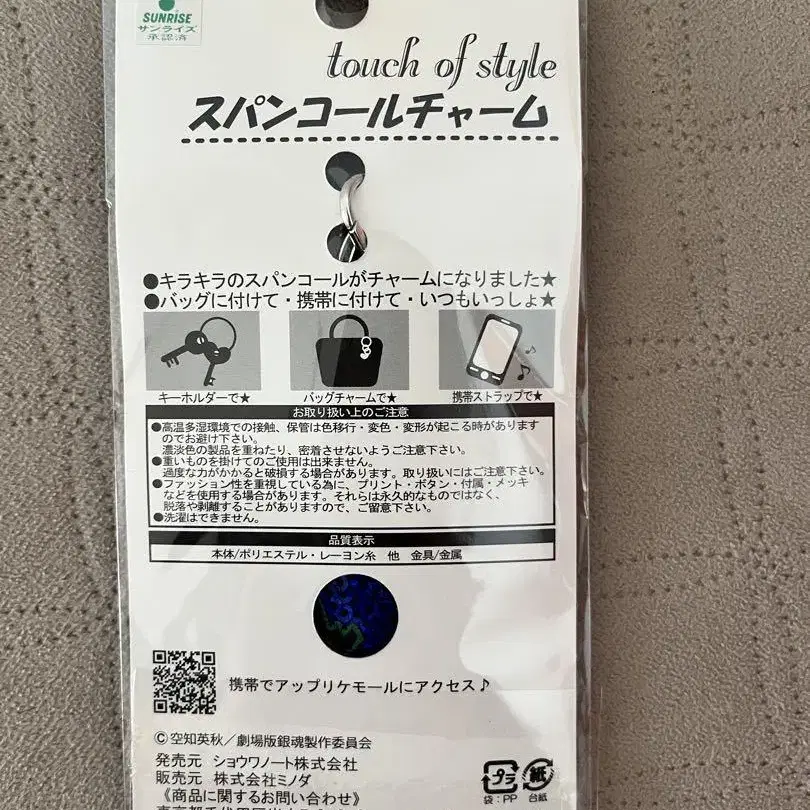 SUNRISE
サンライズ
承認済
touch of style
スパンコールチャーム
●キラキラのスパンコールがチャームになりました★
●バッグに付けて・携帯に付けて・いつもいっしょ★
キーホルダーで★ バッグチャームで★ 携帯ストラップで★
お取り扱い上のご注意
●高温多湿環境での接触、保管は色移行・変色・変形が起こる時があります
のでお避け下さい。
濃淡色の製品を重ねたり、密着させないようご注意下さい。
●重いものを掛けてのご使用は出来ません。
過度な力がかかると破損する場合があります。取り扱いにはご注意下さい。
●ファッション性を重視している為に、プリント・ボタン・付属・メッキ
などを使用する場合があります。それらは永久的なものではなく、
脱落や剥離することがありますので、ご留意下さい。
●洗濯はできません。
品質表示
本体/ポリエステル・レーヨン糸 他 金具/金属
携帯でアップリケモールにアクセス♪
©空知英秋／劇場版銀魂製作委員会
発売元 ショウワノート株式会社
販売元 株式会社ミノダ
《商品に関するお問い合わせ》
プラ 紙
袋：PP 台紙